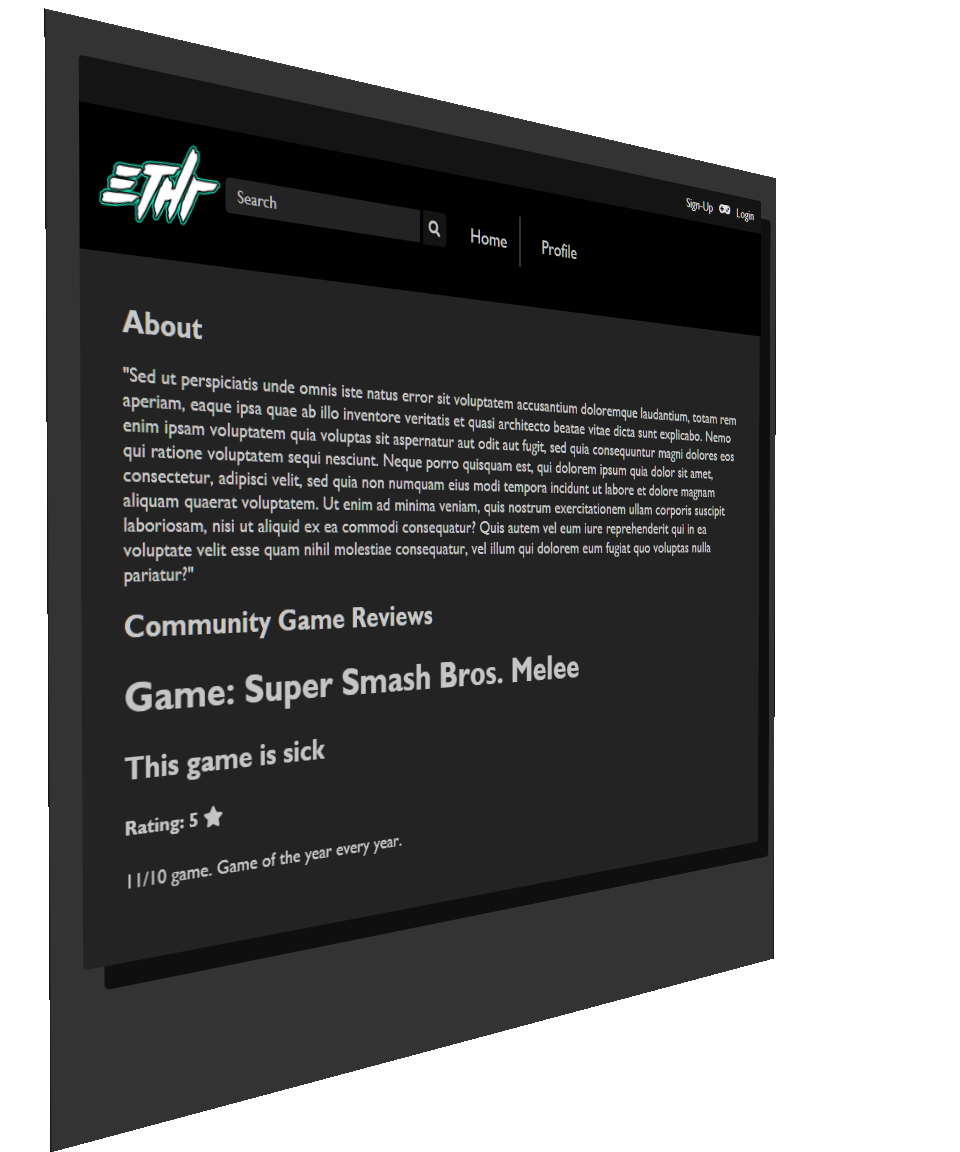 Sign-Up Login
ETHR
Search
Home Profile
About
"Sed ut perspiciatis unde omnis iste natus error sit voluptatem accusantium doloremque laudantium, totam rem
aperiam, eaque ipsa quae ab illo inventore veritatis et quasi architecto beatae vitae dicta sunt explicabo. Nemo
enim ipsam voluptatem quia voluptas sit aspernatur aut odit aut fugit, sed quia consequuntur magni dolores eos
qui ratione voluptatem sequi nesciunt. Neque porro quisquam est, qui dolorem ipsum quia dolor sit amet,
consectetur, adipisci velit, sed quia non numquam eius modi tempora incidunt ut labore et dolore magnam
aliquam quaerat voluptatem. Ut enim ad minima veniam, quis nostrum exercitationem ullam corporis suscipit
laboriosam, nisi ut aliquid ex ea commodi consequatur? Quis autem vel eum iure reprehenderit qui in ea
voluptate velit esse quam nihil molestiae consequatur, vel illum qui dolorem eum fugiat quo voluptas nulla
pariatur?"
Community Game Reviews
Game: Super Smash Bros. Melee
This game is sick
Rating: 5
11/10 game. Game of the year every year.